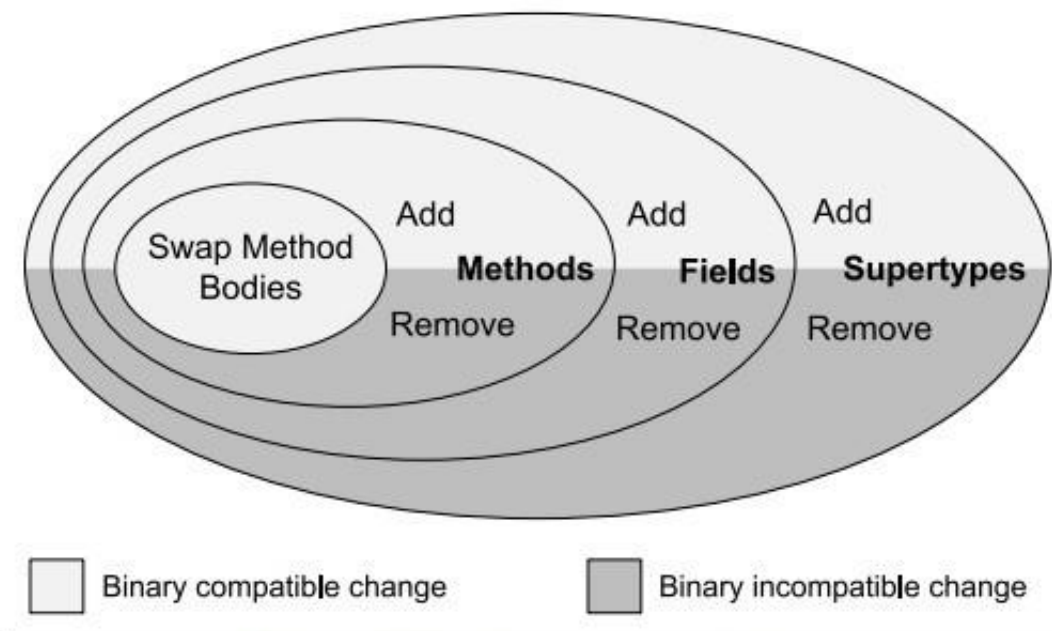 Swap Method
Bodies
Add
Methods
Remove
Add
Fields
Remove
Add
Supertypes
Remove
Binary compatible change
Binary incompatible change